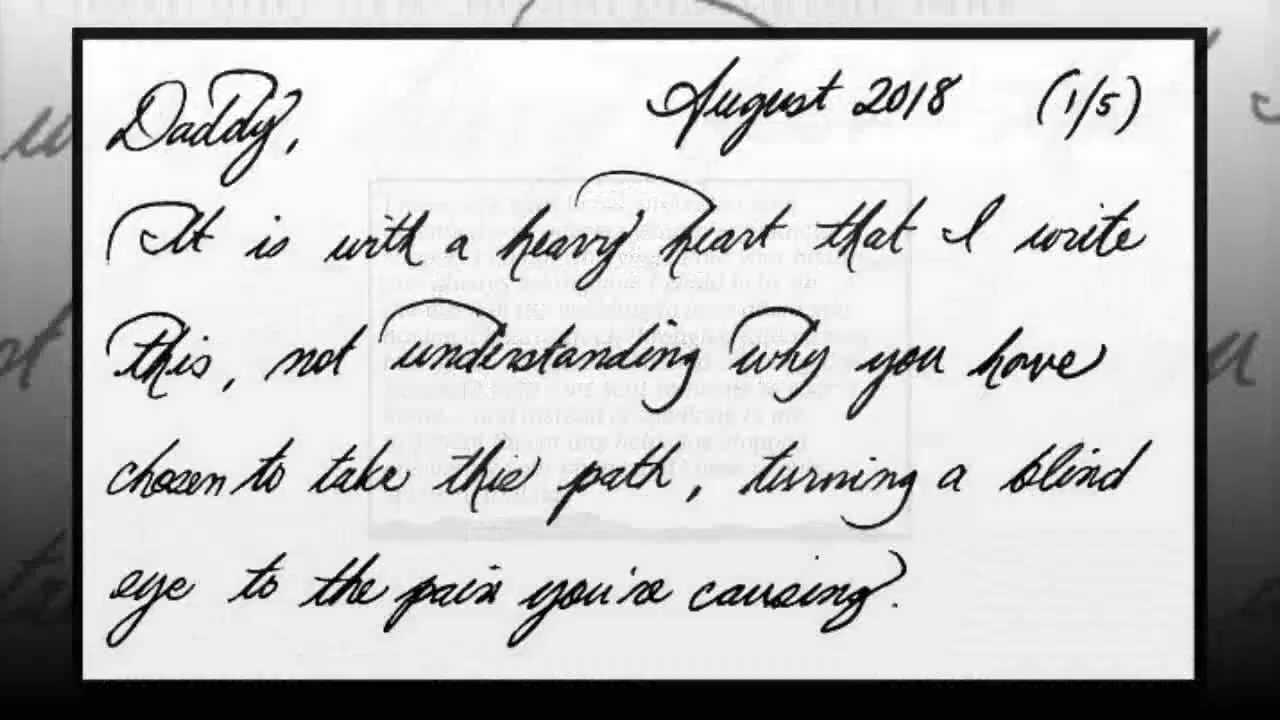 Daddy, August 2018 (1/5)
It is with a heavy heart that I write
this, not understanding why you have
chosen to take this path, turning a blind
eye to the pain you're causing.